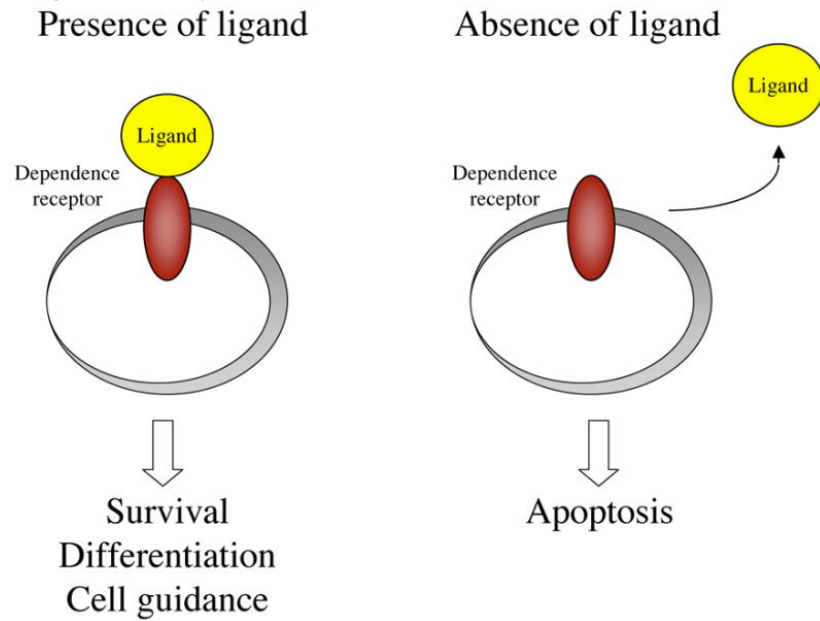 Presence of ligand
Ligand
Dependence
receptor
Survival
Differentiation
Cell guidance
Absence of ligand
Ligand
Dependence
receptor
Apoptosis